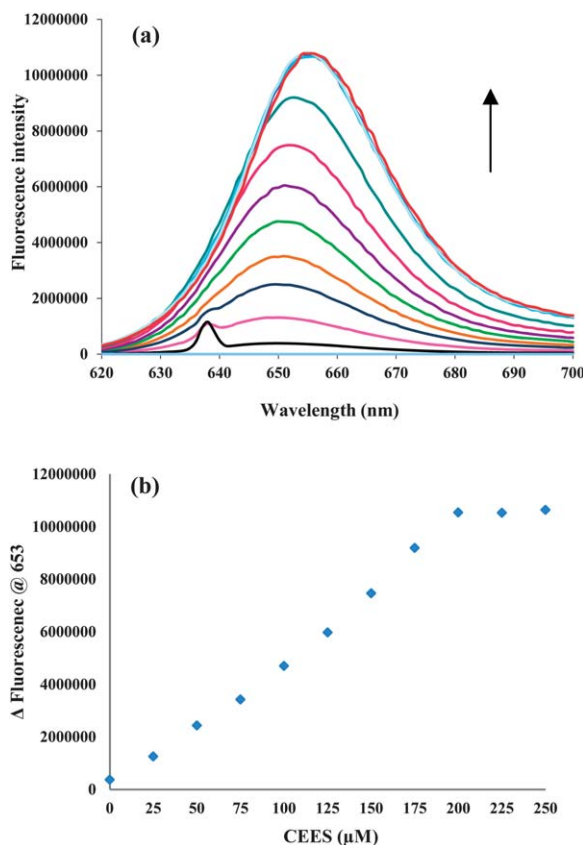 (a)
12000000
10000000
8000000
6000000
4000000
2000000
0
Fluorescence intensity
620 630 640 650 660 670 680 690 700
Wavelength (nm)
(b)
12000000
10000000
8000000
6000000
4000000
2000000
0
Δ Fluorescenec @ 653
0 25 50 75 100 125 150 175 200 225 250
CEES (µM)